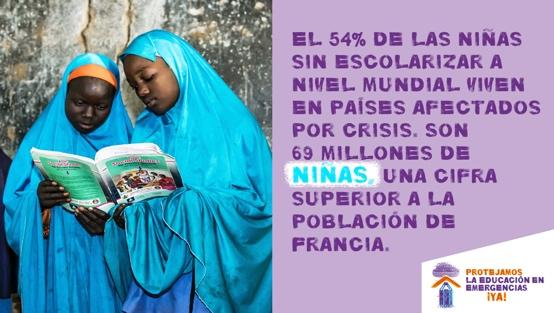 EL 54% DE LAS NIÑAS
SIN ESCOLARIZAR A
NIVEL MUNDIAL VIVEN
EN PAÍSES AFECTADOS
POR CRISIS. SON
69 MILLONES DE
NIÑAS, UNA CIFRA
SUPERIOR A LA
POBLACIÓN DE
FRANCIA.
PROTEJAMOS
LA EDUCACIÓN EN
EMERGENCIAS
¡YA!